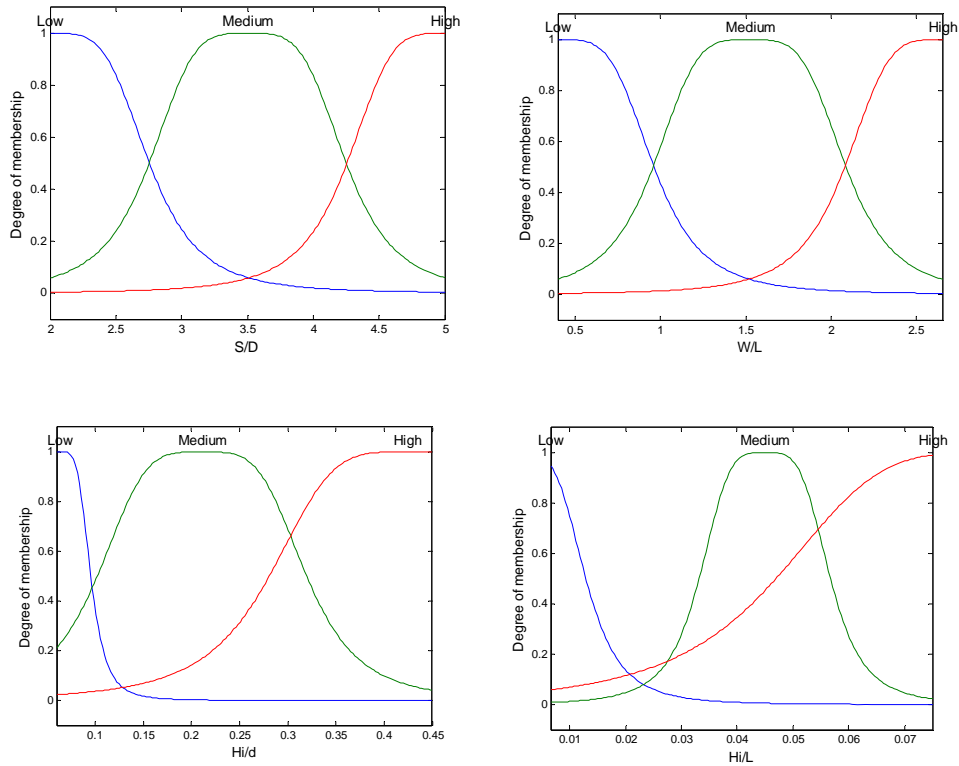 Low Medium High
1
0.8
0.6
0.4
0.2
0
Degree of membership
2 2.5 3 3.5 4 4.5 5
S/D
Low Medium High
1
0.8
0.6
0.4
0.2
0
Degree of membership
0.5 1 1.5 2 2.5
W/L
Low Medium High
1
0.8
0.6
0.4
0.2
0
Degree of membership
0.1 0.15 0.2 0.25 0.3 0.35 0.4 0.45
Hi/d
Low Medium High
1
0.8
0.6
0.4
0.2
0
Degree of membership
0.01 0.02 0.03 0.04 0.05 0.06 0.07
Hi/L